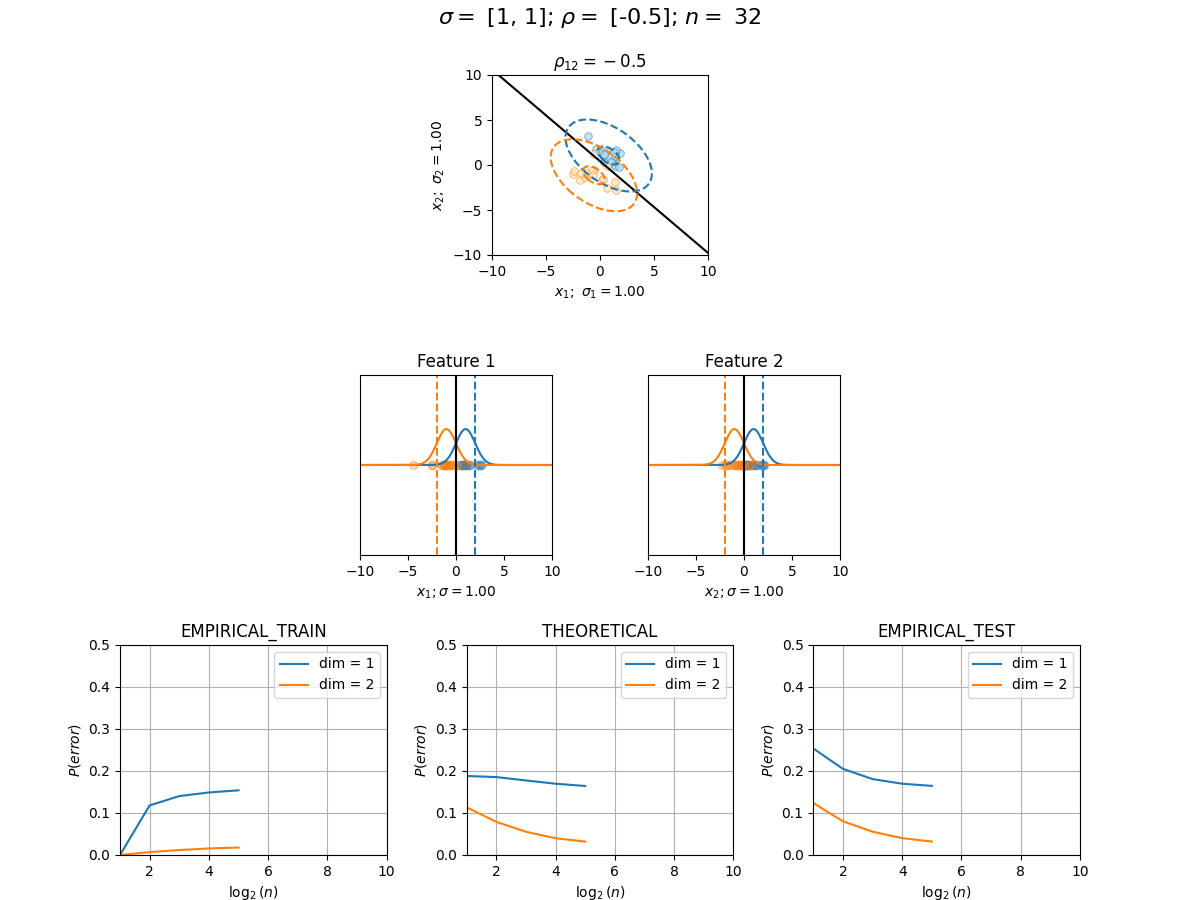 σ = [1, 1]; ρ = [-0.5]; n = 32
ρ₁₂ = −0.5
10
5
0
−5
−10
x₂; σ₂ = 1.00
−10 −5 0 5 10
x₁; σ₁ = 1.00
Feature 1
−10 −5 0 5 10
x₁; σ = 1.00
Feature 2
−10 −5 0 5 10
x₂; σ = 1.00
EMPIRICAL_TRAIN
0.5
0.4
0.3
0.2
0.1
0.0
P(error)
dim = 1
dim = 2
2 4 6 8 10
log₂(n)
THEORETICAL
0.5
0.4
0.3
0.2
0.1
0.0
P(error)
dim = 1
dim = 2
2 4 6 8 10
log₂(n)
EMPIRICAL_TEST
0.5
0.4
0.3
0.2
0.1
0.0
P(error)
dim = 1
dim = 2
2 4 6 8 10
log₂(n)